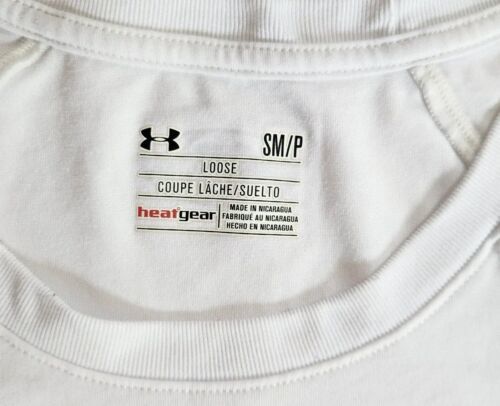 SM/P
LOOSE
COUPE LÂCHE/SUELTO
heatgear
MADE IN NICARAGUA
FABRIQUÉ AU NICARAGUA
HECHO EN NICARAGUA